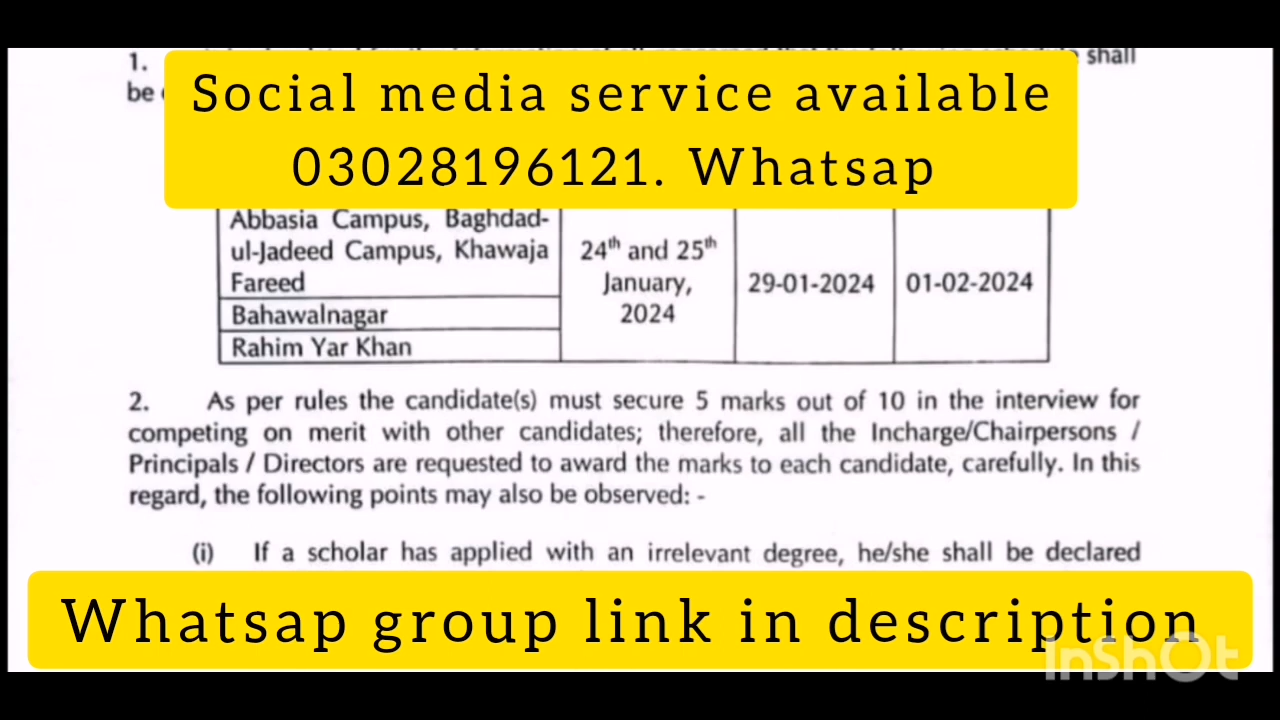 1.
shall
be
Social media service available
03028196121. Whatsap
Abbasia Campus, Baghdad-
ul-Jadeed Campus, Khawaja
Fareed
Bahawalnagar
Rahim Yar Khan
24th and 25th
January,
2024
29-01-2024
01-02-2024
2. As per rules the candidate(s) must secure 5 marks out of 10 in the interview for
competing on merit with other candidates; therefore, all the Incharge/Chairpersons /
Principals / Directors are requested to award the marks to each candidate, carefully. In this
regard, the following points may also be observed: -
(i) If a scholar has applied with an irrelevant degree, he/she shall be declared
Whatsap group link in description
InShOt